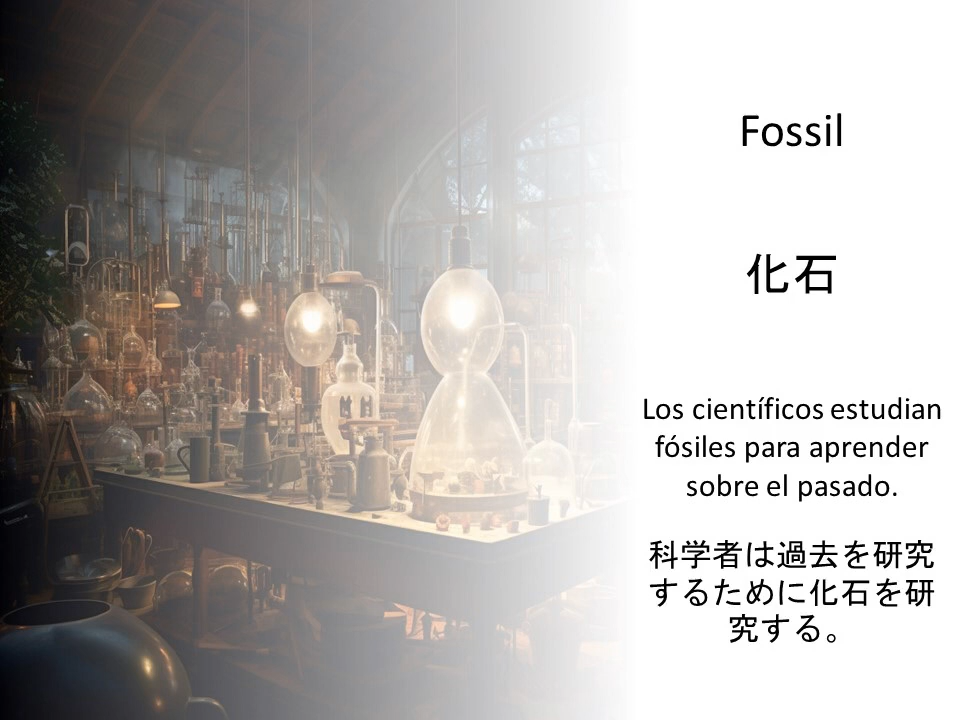 Fossil
化石
Los científicos estudian
fósiles para aprender
sobre el pasado.
科学者は過去を研究
するために化石を研
究する。